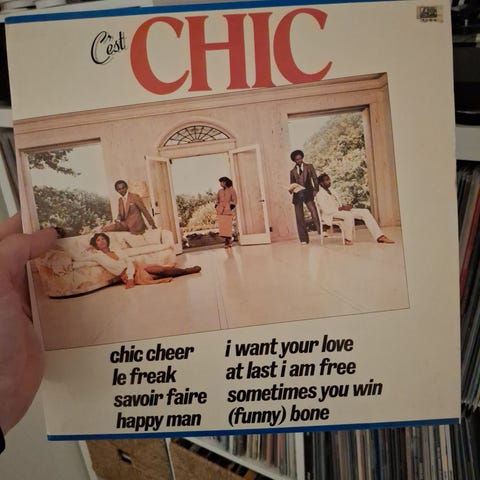 C'est
CHIC
chic cheer
le freak
savoir faire
happy man
i want your love
at last i am free
sometimes you win
(funny) bone